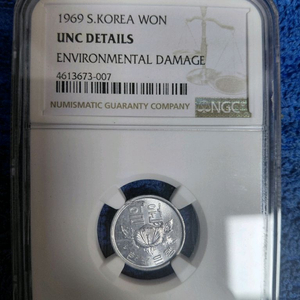 1969 S.KOREA WON
UNC DETAILS
ENVIRONMENTAL DAMAGE
4613673-007
NUMISMATIC GUARANTY COMPANY
NGC